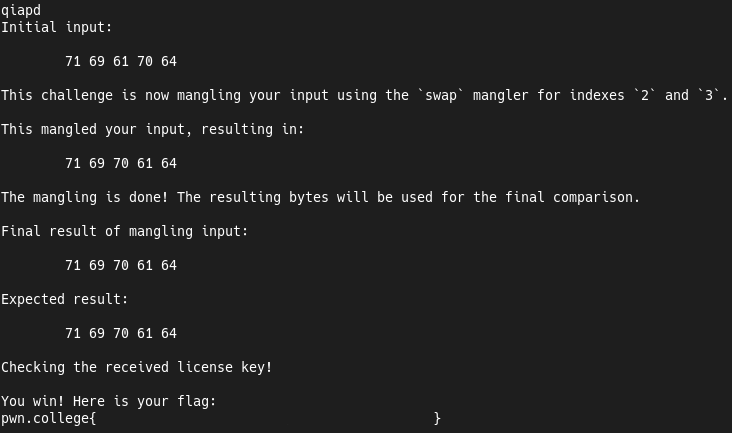 qiapd
Initial input:
71 69 61 70 64
This challenge is now mangling your input using the `swap` mangler for indexes `2` and `3`.
This mangled your input, resulting in:
71 69 70 61 64
The mangling is done! The resulting bytes will be used for the final comparison.
Final result of mangling input:
71 69 70 61 64
Expected result:
71 69 70 61 64
Checking the received license key!
You win! Here is your flag:
pwn.college{                                          }